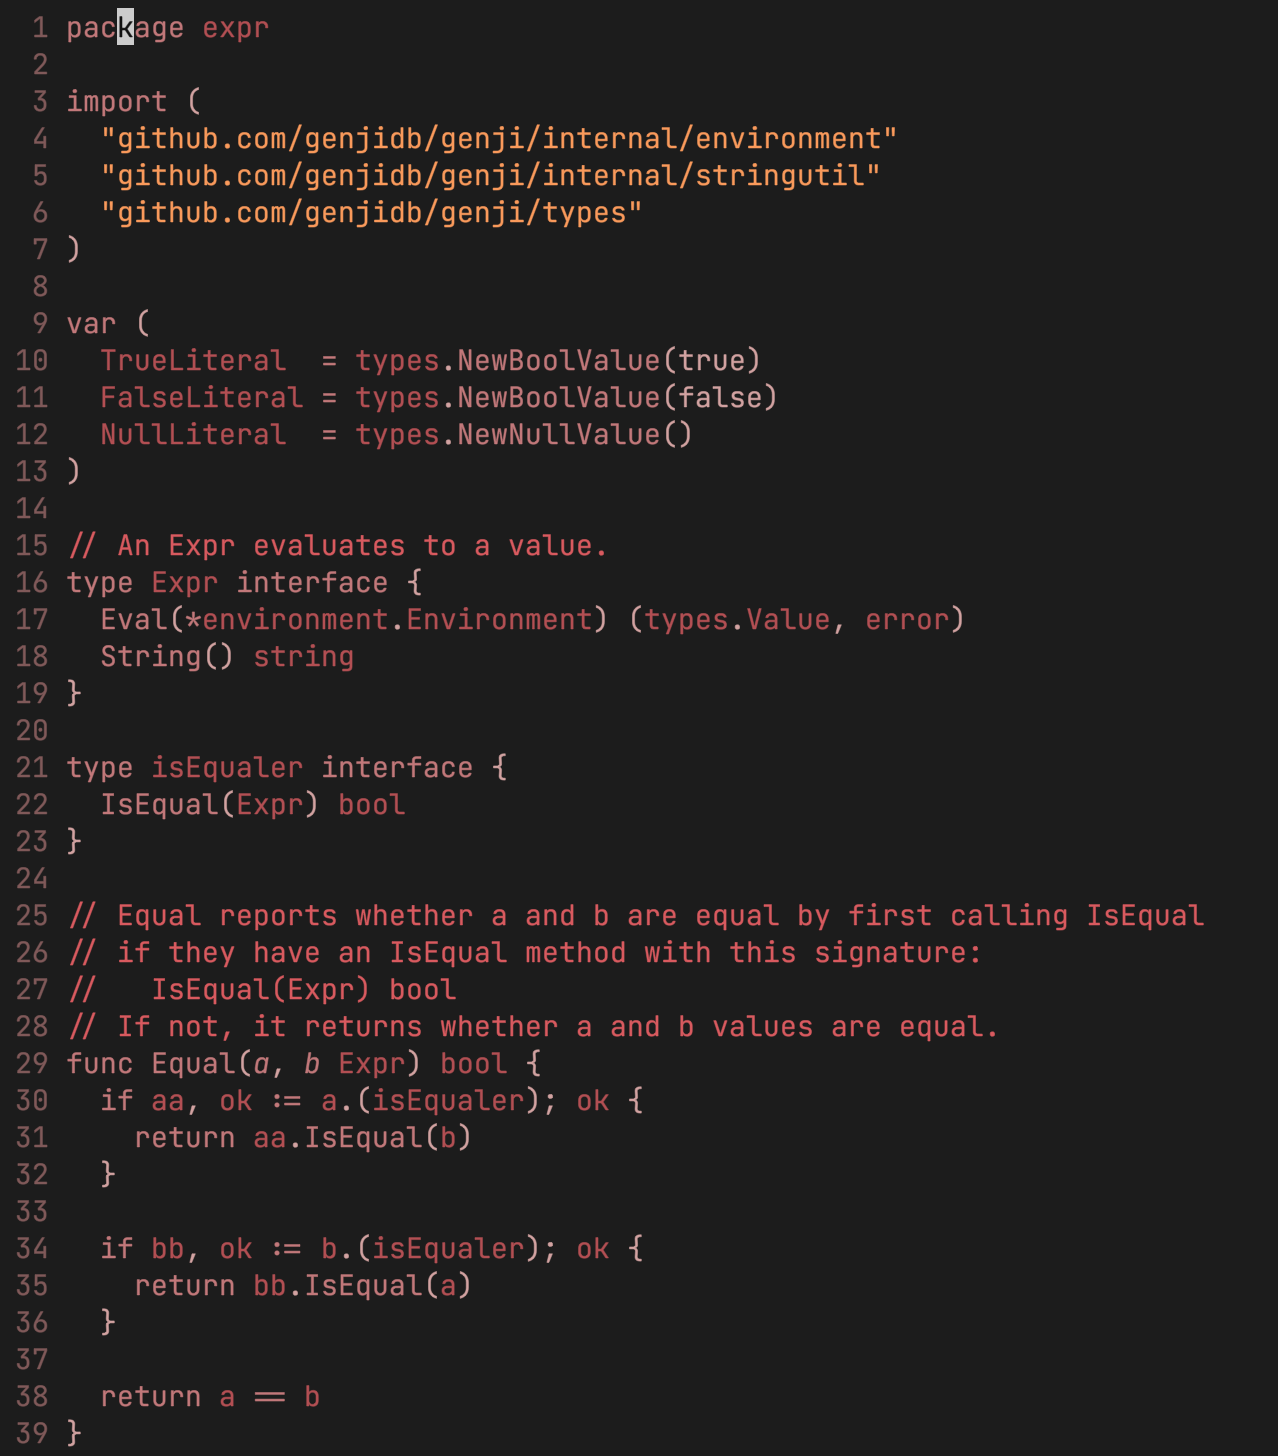 1 package expr
2
3 import (
4   "github.com/genjidb/genji/internal/environment"
5   "github.com/genjidb/genji/internal/stringutil"
6   "github.com/genjidb/genji/types"
7 )
8
9 var (
10   TrueLiteral  = types.NewBoolValue(true)
11   FalseLiteral = types.NewBoolValue(false)
12   NullLiteral  = types.NewNullValue()
13 )
14
15 // An Expr evaluates to a value.
16 type Expr interface {
17   Eval(*environment.Environment) (types.Value, error)
18   String() string
19 }
20
21 type isEqualer interface {
22   IsEqual(Expr) bool
23 }
24
25 // Equal reports whether a and b are equal by first calling IsEqual
26 // if they have an IsEqual method with this signature:
27 //   IsEqual(Expr) bool
28 // If not, it returns whether a and b values are equal.
29 func Equal(a, b Expr) bool {
30   if aa, ok := a.(isEqualer); ok {
31     return aa.IsEqual(b)
32   }
33
34   if bb, ok := b.(isEqualer); ok {
35     return bb.IsEqual(a)
36   }
37
38   return a == b
39 }